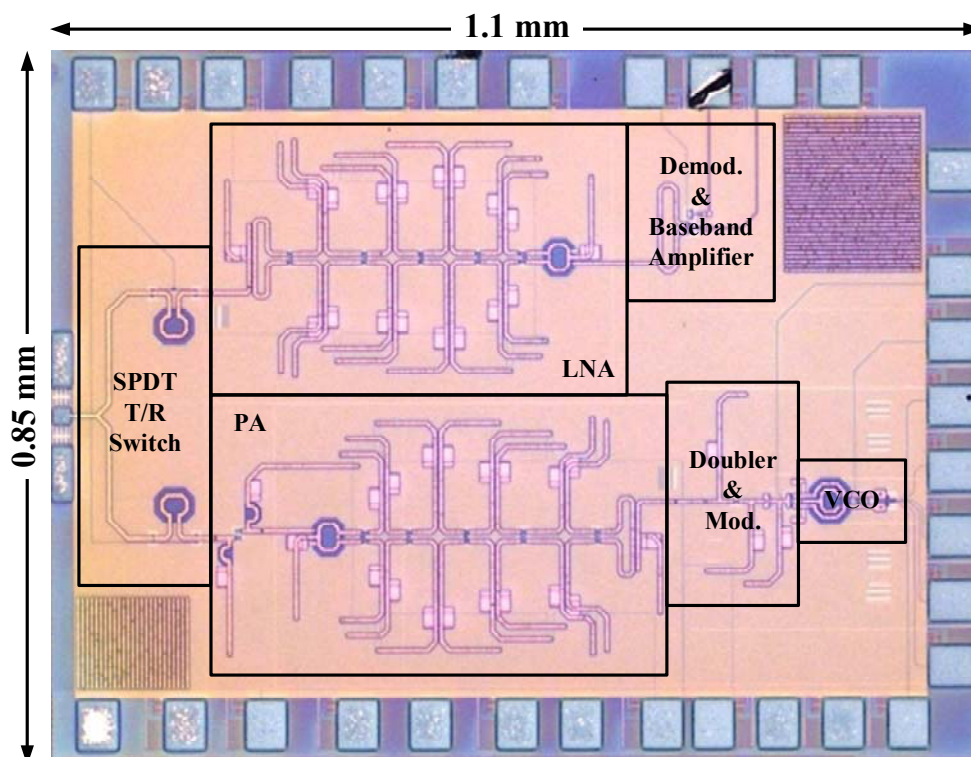 1.1 mm
0.85 mm
Demod.
&
Baseband
Amplifier
LNA
SPDT
T/R
Switch
PA
Doubler
&
Mod.
VCO